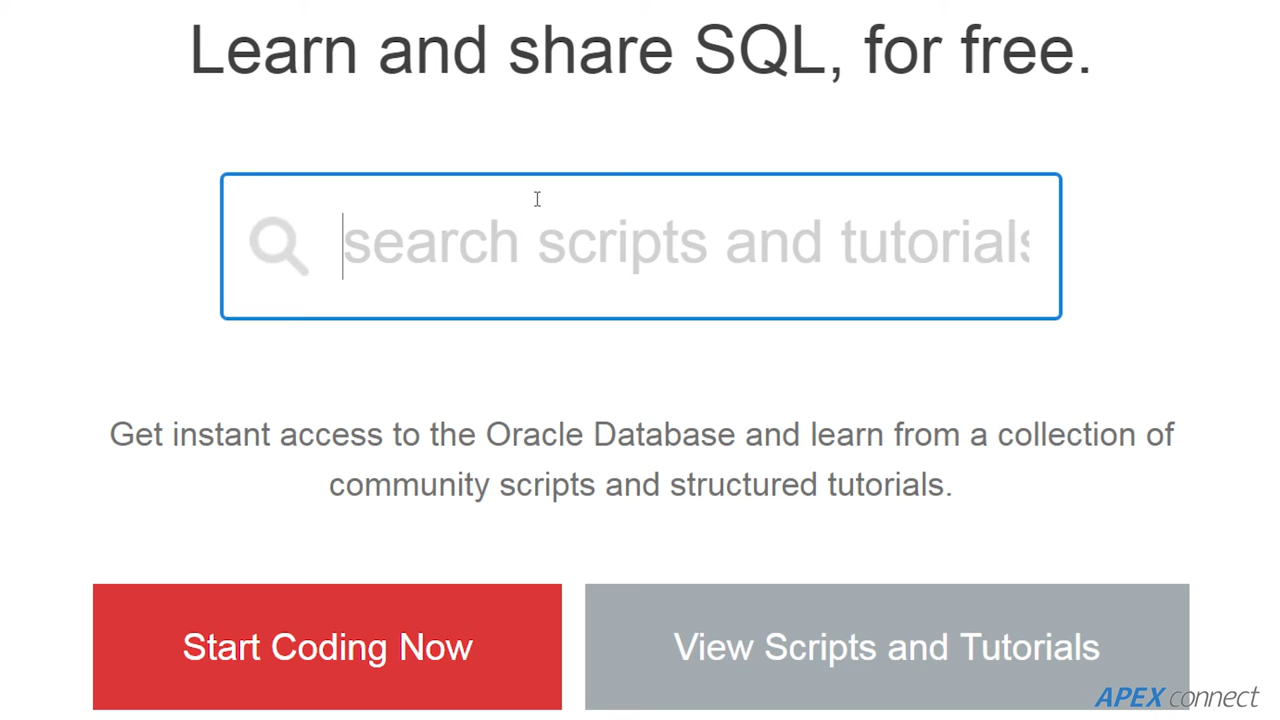 Learn and share SQL, for free.
search scripts and tutorials
Get instant access to the Oracle Database and learn from a collection of
community scripts and structured tutorials.
Start Coding Now
View Scripts and Tutorials
APEX connect